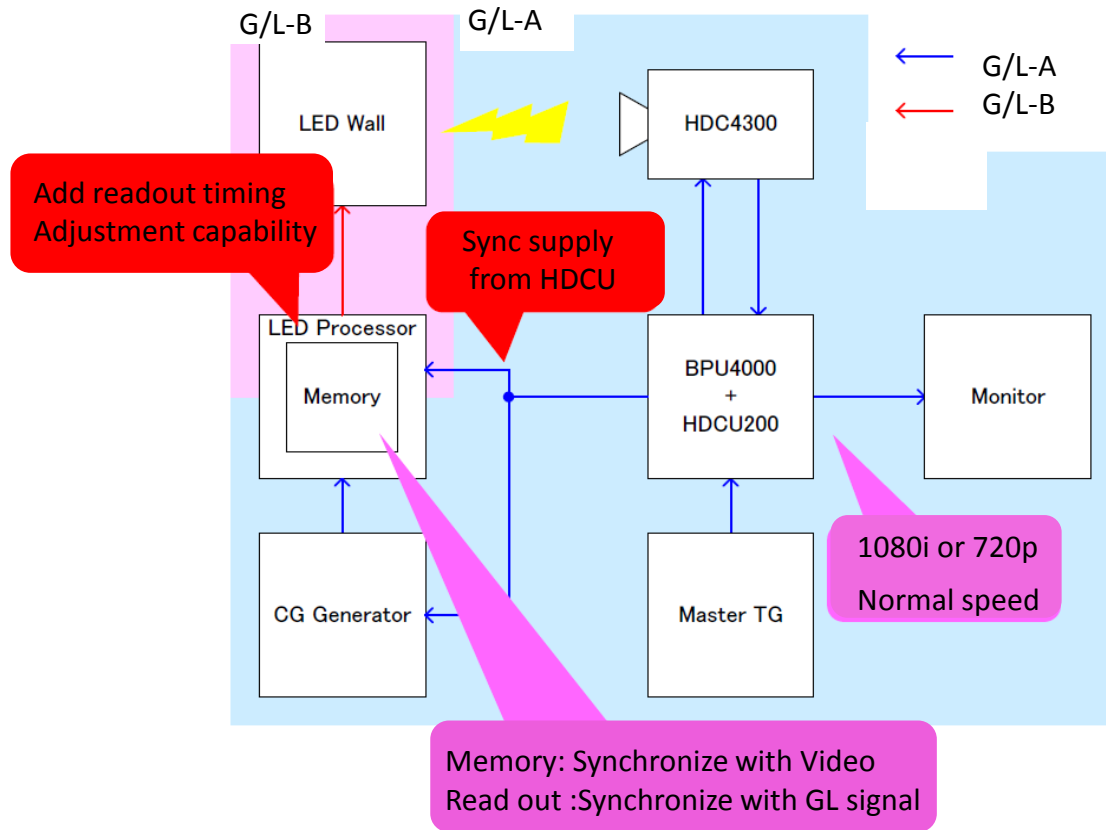 G/L-B
G/L-A
G/L-A
G/L-B
LED Wall
HDC4300
Add readout timing
Adjustment capability
Sync supply
from HDCU
LED Processor
Memory
BPU4000
+
HDCU200
Monitor
1080i or 720p
Normal speed
CG Generator
Master TG
Memory: Synchronize with Video
Read out :Synchronize with GL signal